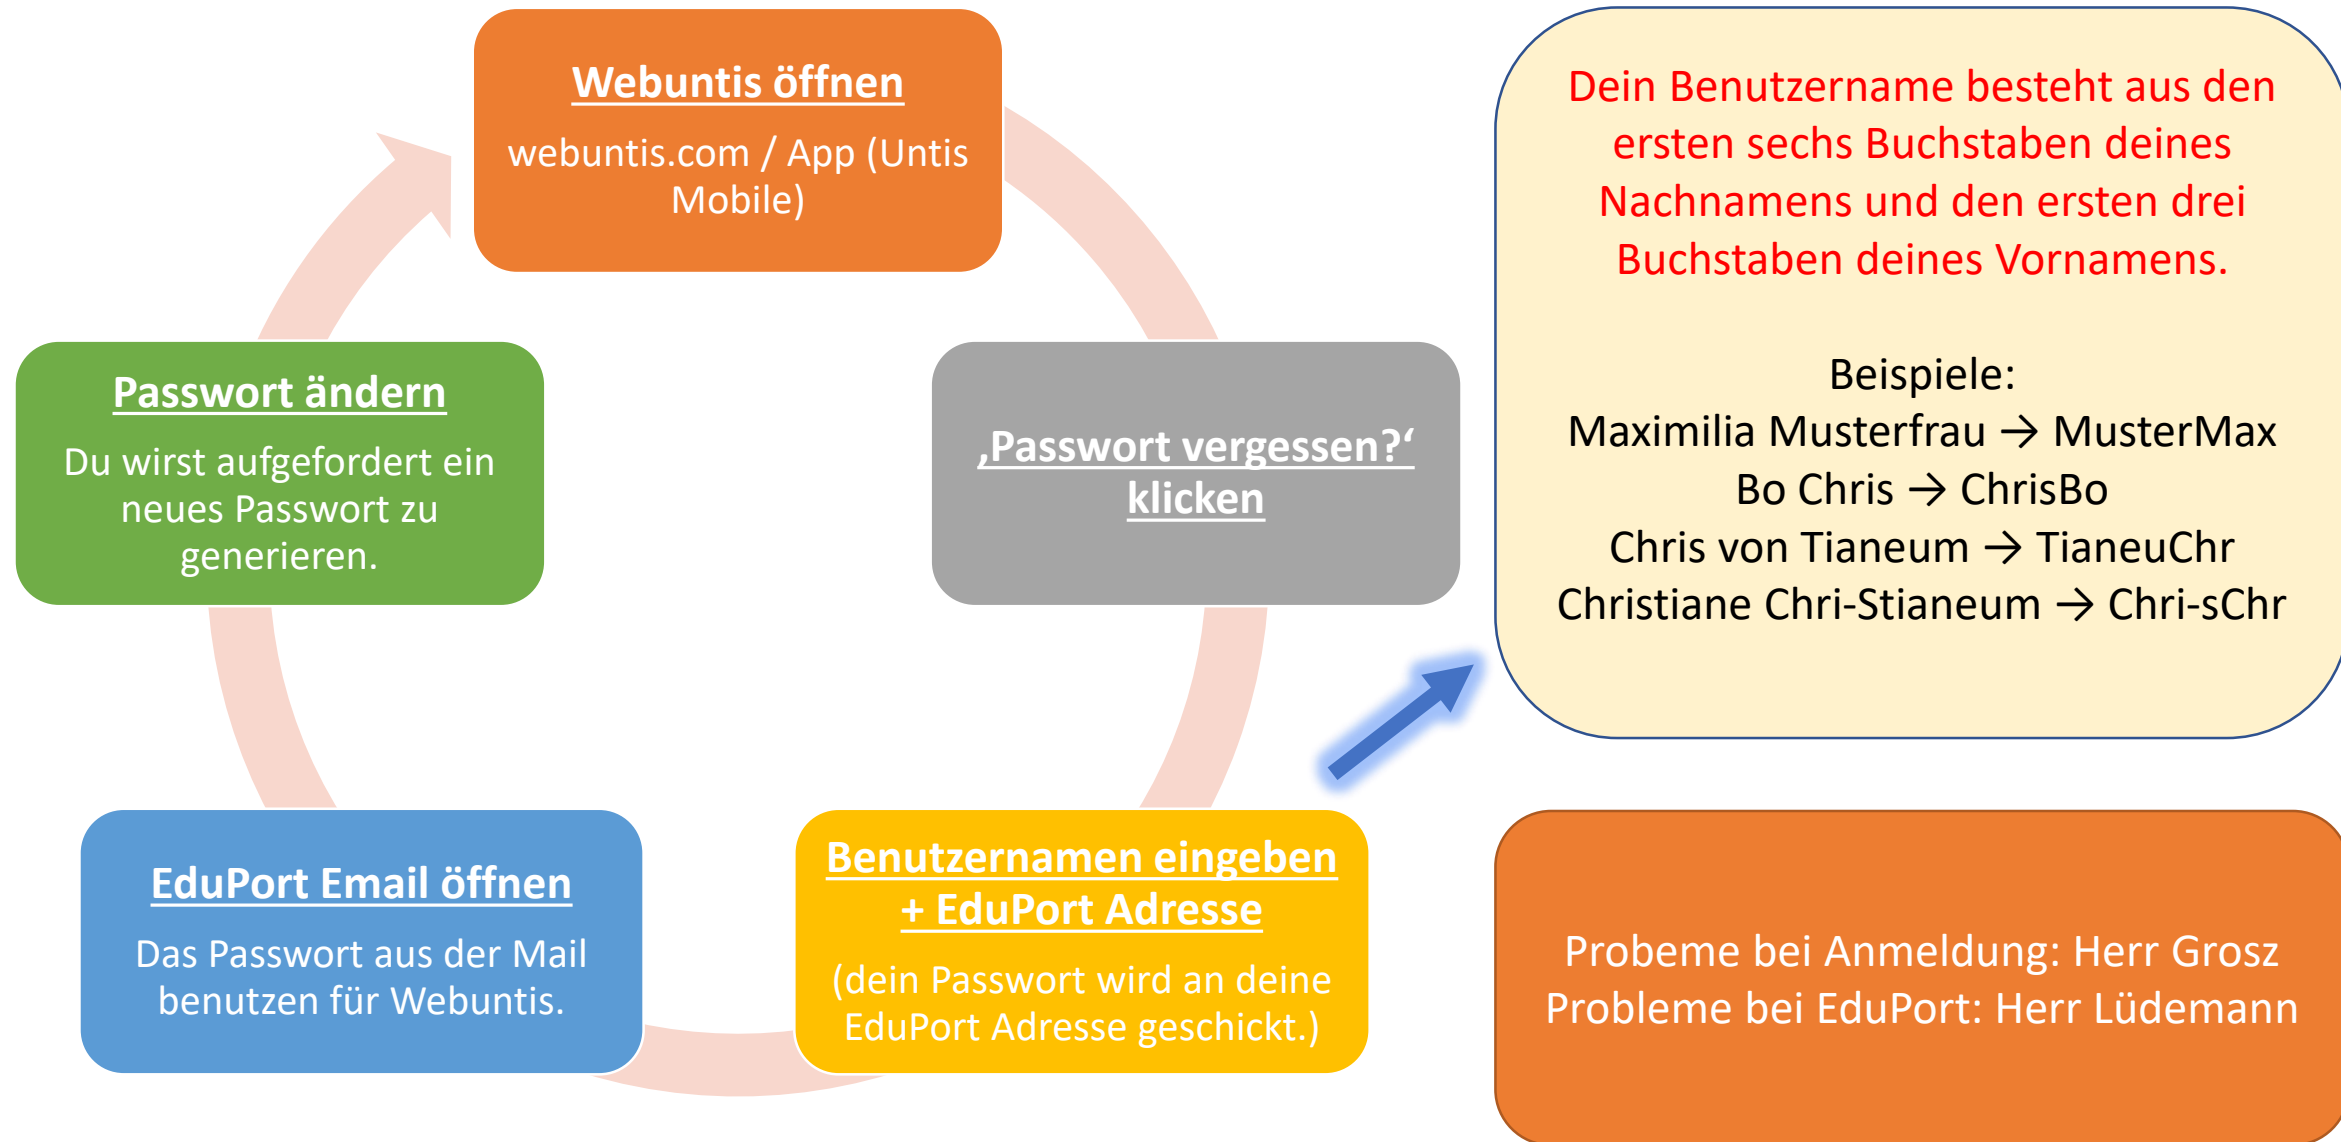 Webuntis öffnen
webuntis.com / App (Untis
Mobile)
‚Passwort vergessen?‘
klicken
Benutzernamen eingeben
+ EduPort Adresse
(dein Passwort wird an deine
EduPort Adresse geschickt.)
EduPort Email öffnen
Das Passwort aus der Mail
benutzen für Webuntis.
Passwort ändern
Du wirst aufgefordert ein
neues Passwort zu
generieren.
Dein Benutzername besteht aus den
ersten sechs Buchstaben deines
Nachnamens und den ersten drei
Buchstaben deines Vornamens.
Beispiele:
Maximilia Musterfrau → MusterMax
Bo Chris → ChrisBo
Chris von Tianeum → TianeuChr
Christiane Chri-Stianeum → Chri-sChr
Probeme bei Anmeldung: Herr Grosz
Probleme bei EduPort: Herr Lüdemann